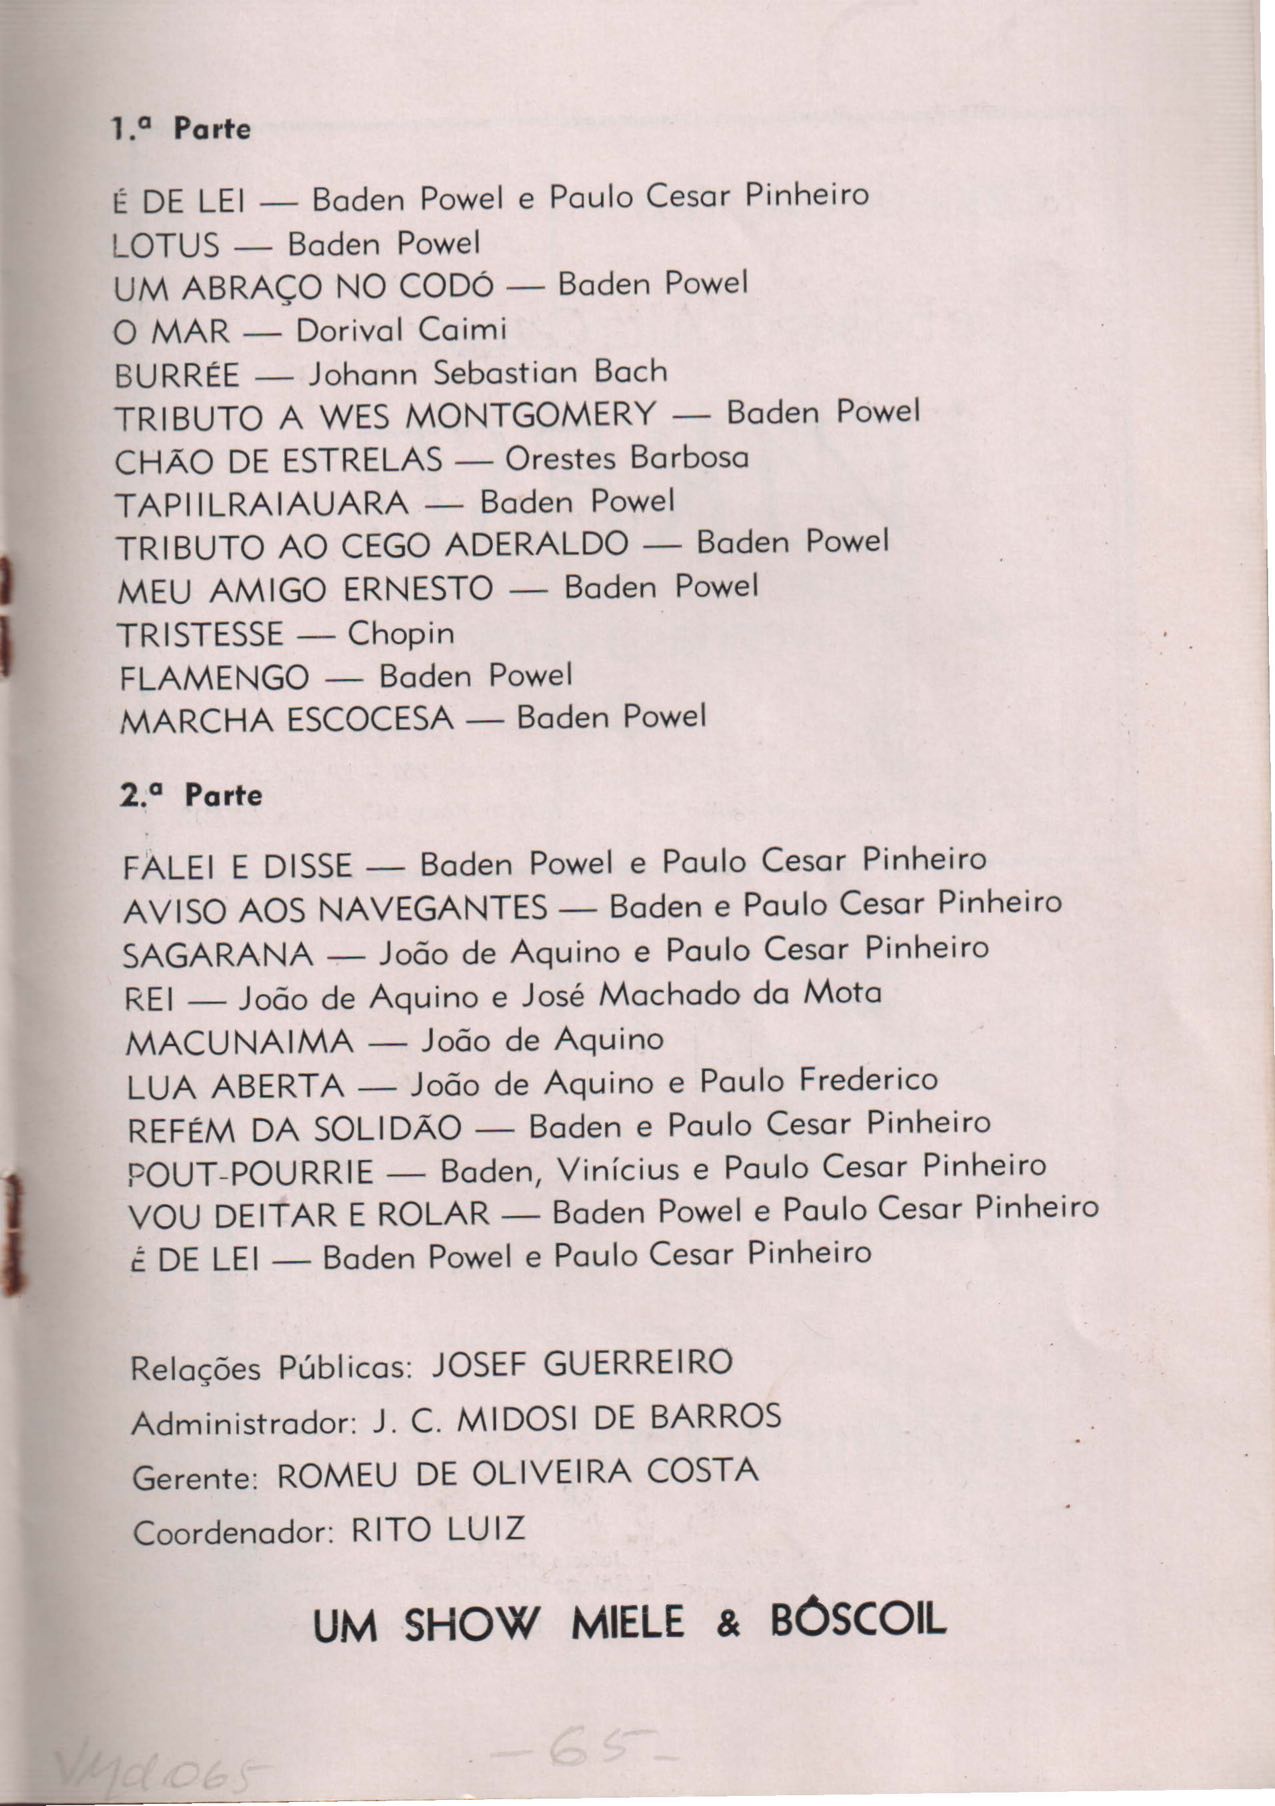 1.ª Parte
É DE LEI — Baden Powel e Paulo Cesar Pinheiro
LOTUS — Baden Powel
UM ABRAÇO NO CODÓ — Baden Powel
O MAR — Dorival Caimi
BURRÉE — Johann Sebastian Bach
TRIBUTO A WES MONTGOMERY — Baden Powel
CHÃO DE ESTRELAS — Orestes Barbosa
TAPIILRAIAUARA — Baden Powel
TRIBUTO AO CEGO ADERALDO — Baden Powel
MEU AMIGO ERNESTO — Baden Powel
TRISTESSE — Chopin
FLAMENGO — Baden Powel
MARCHA ESCOCESA — Baden Powel
2.ª Parte
FALEI E DISSE — Baden Powel e Paulo Cesar Pinheiro
AVISO AOS NAVEGANTES — Baden e Paulo Cesar Pinheiro
SAGARANA — João de Aquino e Paulo Cesar Pinheiro
REI — João de Aquino e José Machado da Mota
MACUNAIMA — João de Aquino
LUA ABERTA — João de Aquino e Paulo Frederico
REFÉM DA SOLIDÃO — Baden e Paulo Cesar Pinheiro
POUT-POURRIE — Baden, Vinícius e Paulo Cesar Pinheiro
VOU DEITAR E ROLAR — Baden Powel e Paulo Cesar Pinheiro
É DE LEI — Baden Powel e Paulo Cesar Pinheiro
Relações Públicas: JOSEF GUERREIRO
Administrador: J. C. MIDOSI DE BARROS
Gerente: ROMEU DE OLIVEIRA COSTA
Coordenador: RITO LUIZ
UM SHOW MIELE & BÔSCOIL
- 65 -